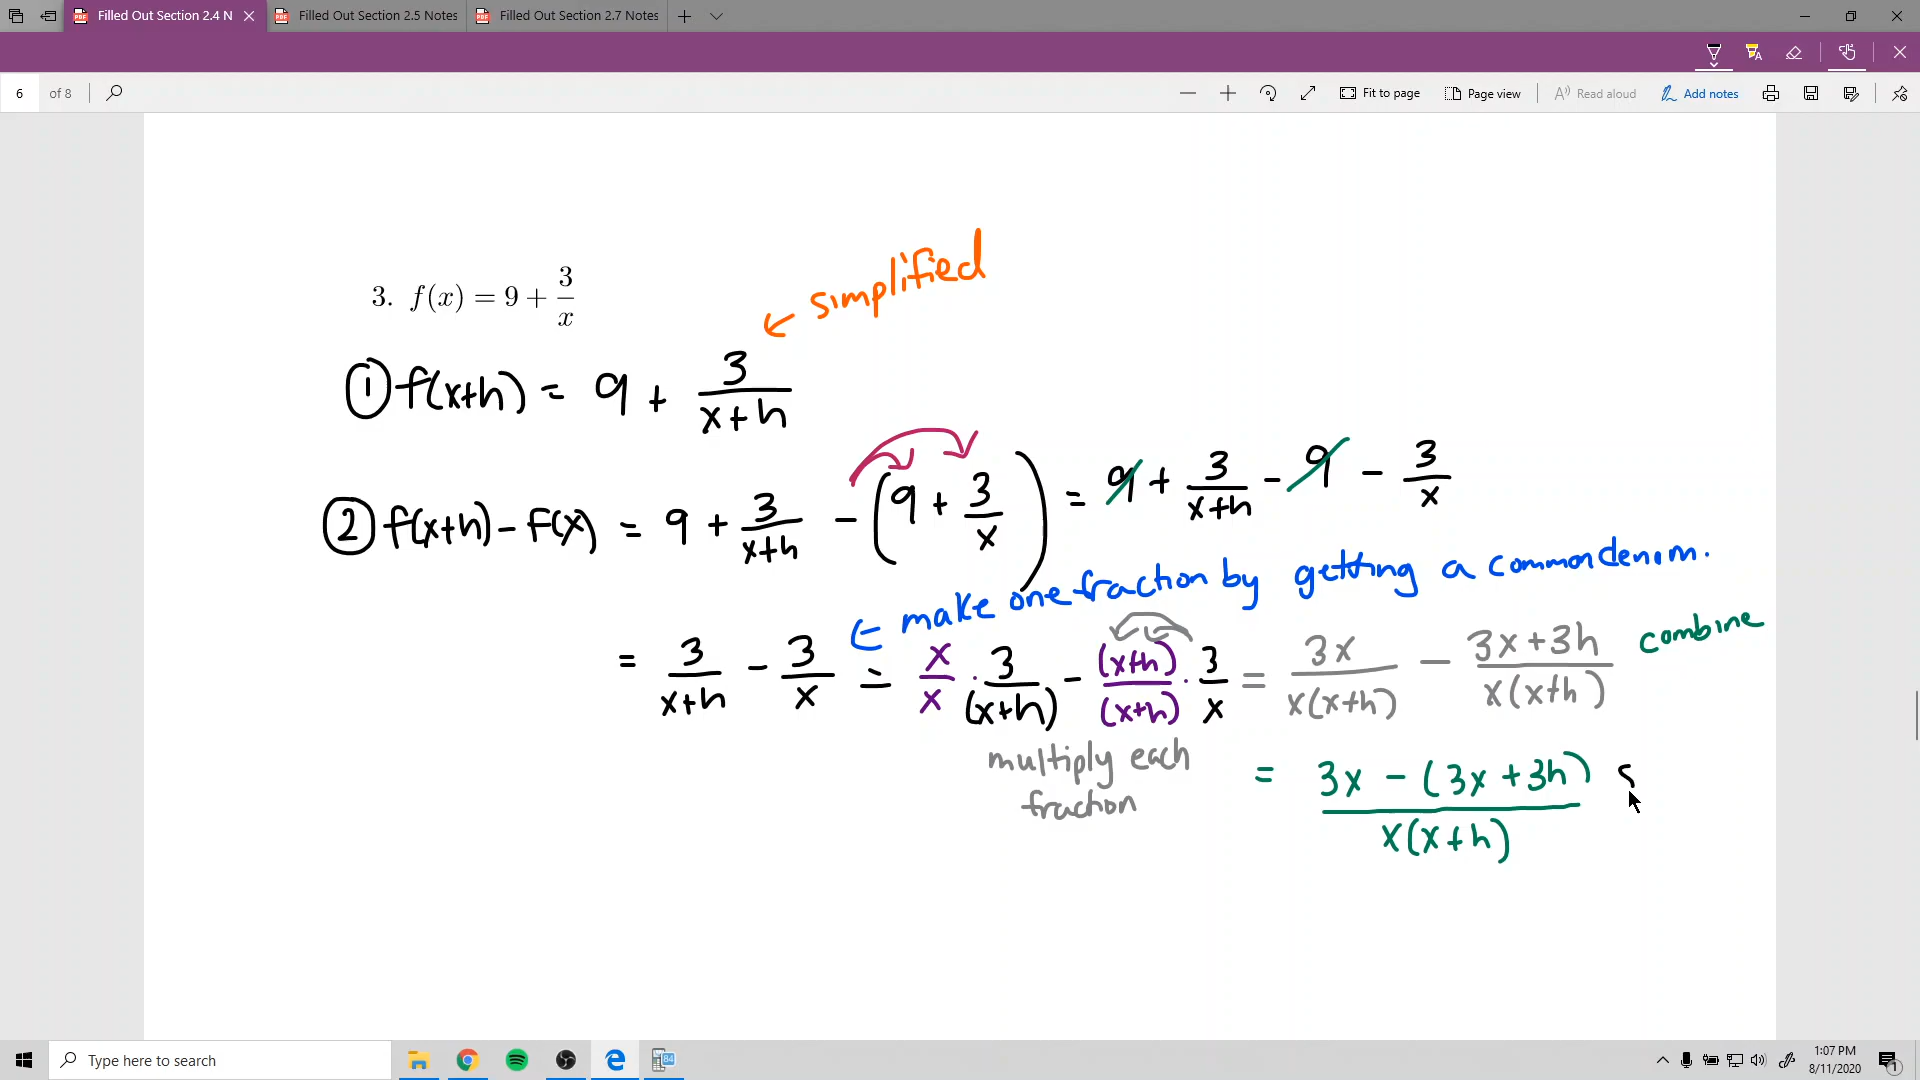 Filled Out Section 2.4 N
Filled Out Section 2.5 Notes
Filled Out Section 2.7 Notes
6 of 8
Fit to page
Page view
Read aloud
Add notes
3. f(x) = 9 + 3/x
← simplified
① f(x+h) = 9 + 3/(x+h)
② f(x+h) - f(x) = 9 + 3/(x+h) - (9 + 3/x) = 9 + 3/(x+h) - 9 - 3/x
← make one fraction by getting a common denom.
= 3/(x+h) - 3/x = x/x · 3/(x+h) - (x+h)/(x+h) · 3/x = 3x/x(x+h) - 3x+3h/x(x+h) combine
multiply each
fraction
= 3x - (3x+3h)/x(x+h) s
Type here to search
84
1:07 PM
8/11/2020
1